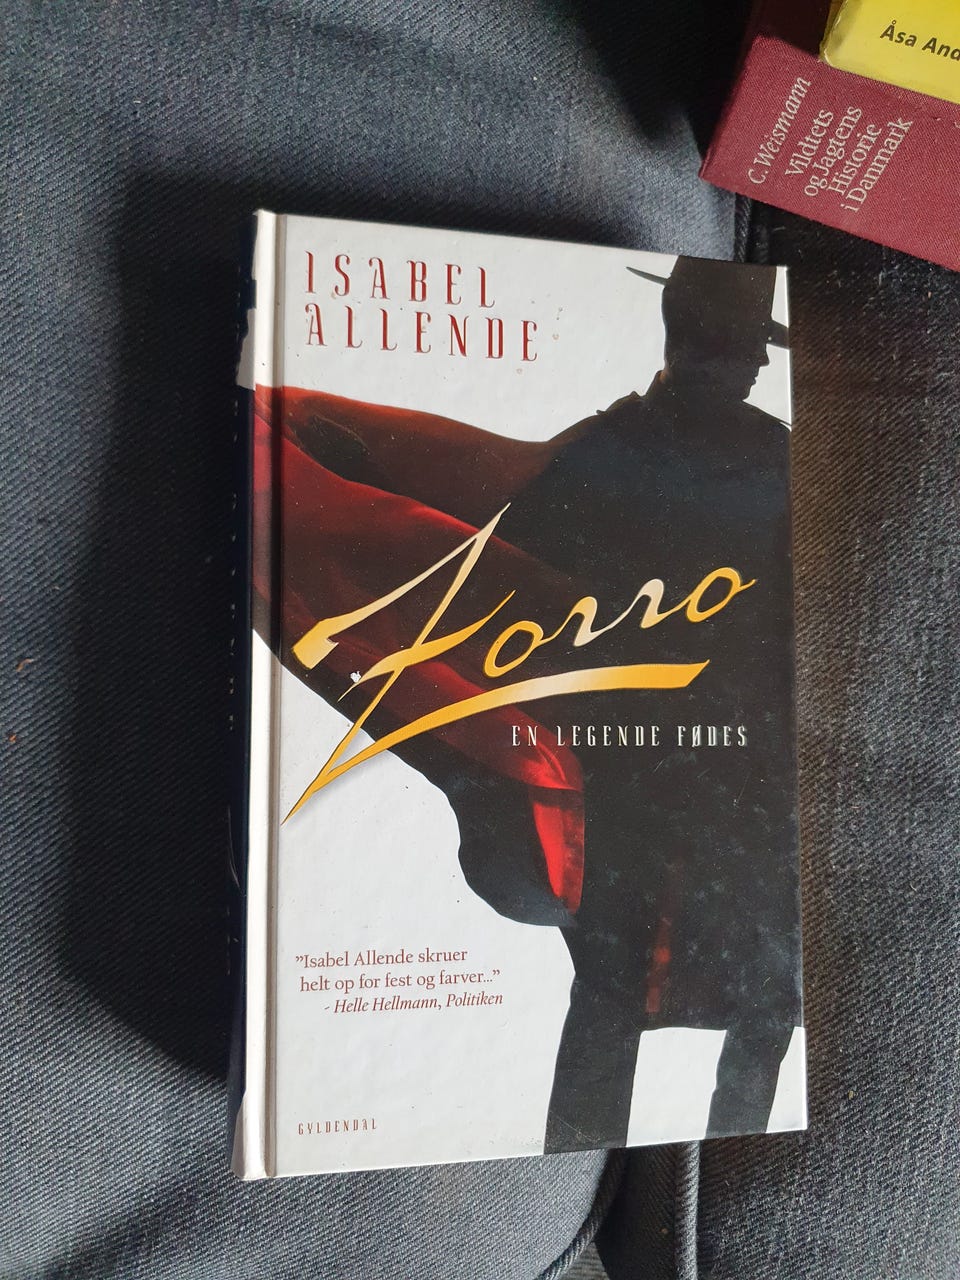 ISABEL
ALLENDE
Zorro
EN LEGENDE FØDES
”Isabel Allende skruer
helt op for fest og farver...”
- Helle Hellmann, Politiken
GYLDENDAL
C. Weismann
Vildtets
og Jagtens
Historie
i Danmark
Åsa